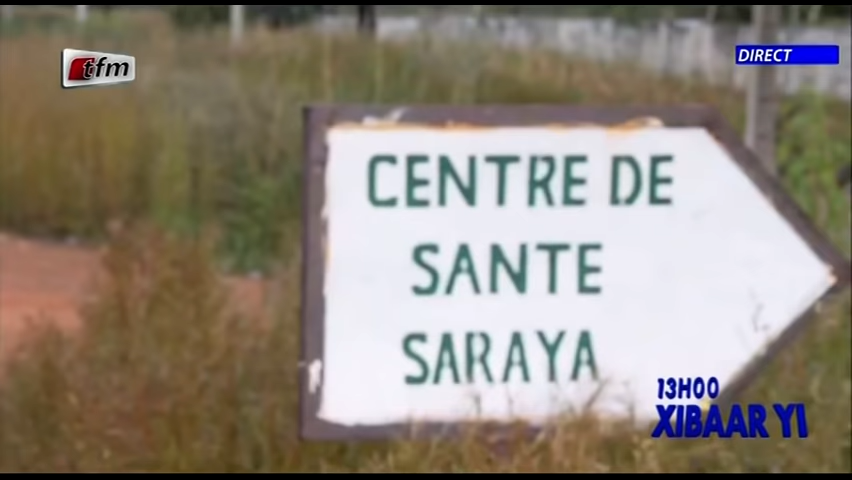 tfm
DIRECT
CENTRE DE
SANTE
SARAYA
13H00
XIBAAR YI